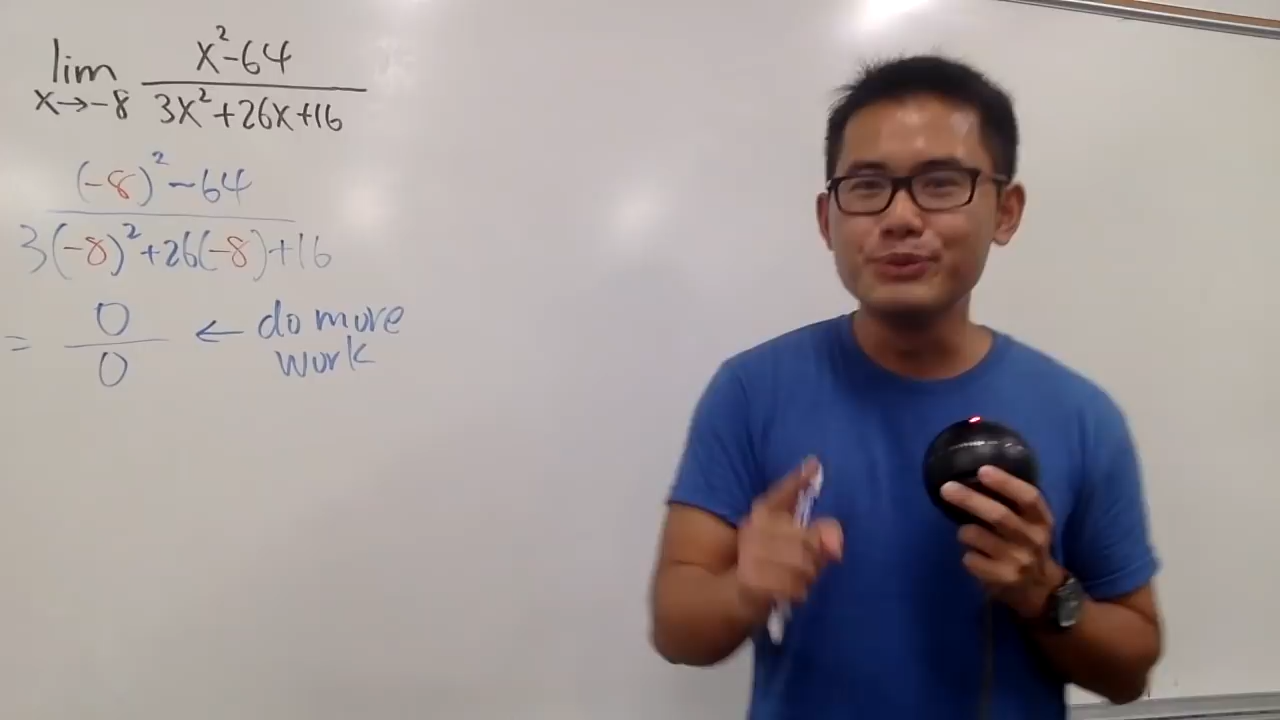 lim x→-8 x²-64 / 3x²+26x+16
(-8)²-64
3(-8)²+26(-8)+16
= 0/0 ← do more
work